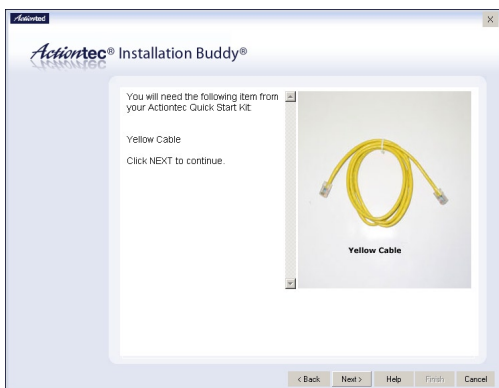 Actiontec
Actiontec® Installation Buddy®
You will need the following item from
your Actiontec Quick Start Kit:
Yellow Cable
Click NEXT to continue.
Yellow Cable
< Back Next > Help Finish Cancel